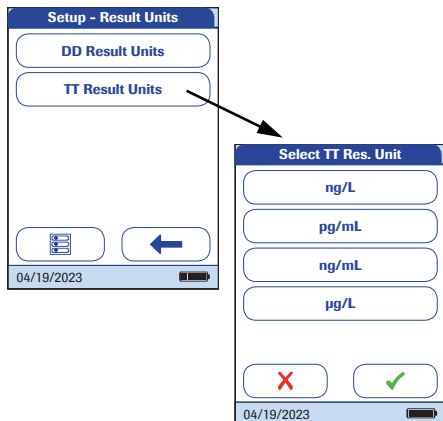 Setup - Result Units
DD Result Units
TT Result Units
04/19/2023
Select TT Res. Unit
ng/L
pg/mL
ng/mL
µg/L
04/19/2023